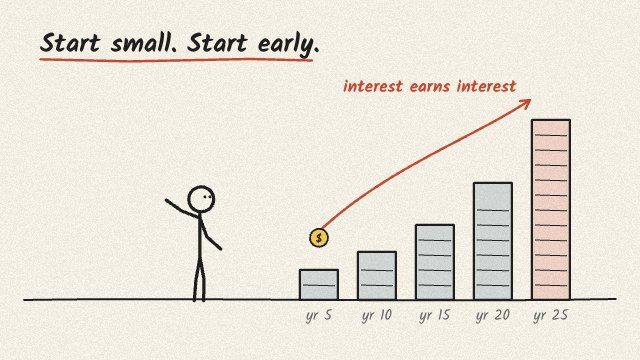 Start small. Start early.
interest earns interest
$
yr 5
yr 10
yr 15
yr 20
yr 25